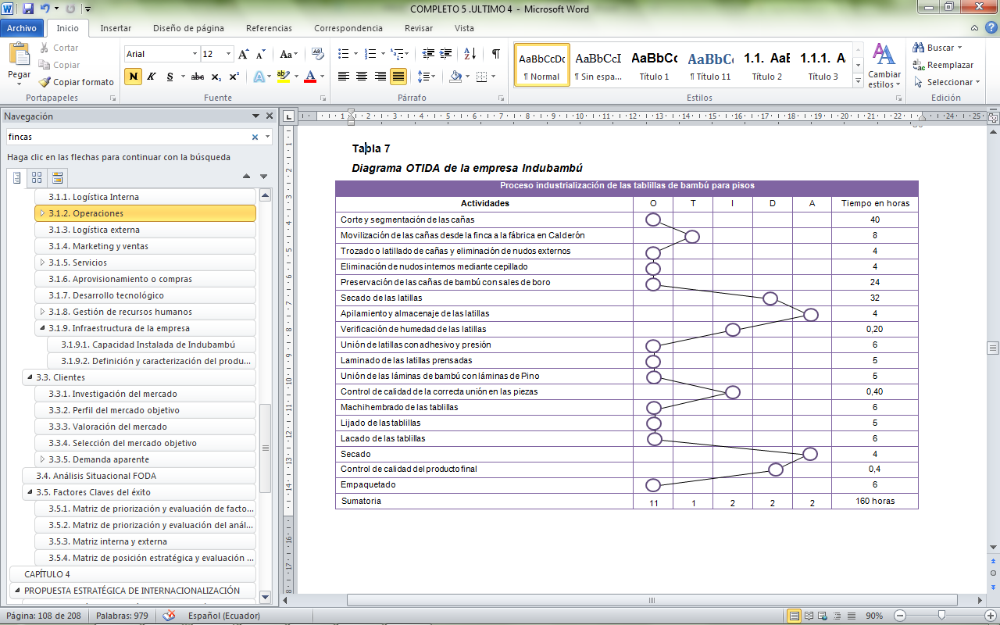 COMPLETO 5 .ULTIMO 4 - Microsoft Word
Archivo Inicio Insertar Diseño de página Referencias Correspondencia Revisar Vista
Pegar
Cortar
Copiar
Copiar formato
Portapapeles
Arial 12
N K S abc x₂ x²
Fuente
Párrafo
AaBbCcDc AaBbCcI AaBbCc AaBbCc 1.1. AaE 1.1.1. A
¶ Normal ¶ Sin espa... Título 1 ¶ Título 11 Título 2 Título 3
Estilos
Cambiar estilos
Buscar
Reemplazar
Seleccionar
Edición
Navegación
fincas
Haga clic en las flechas para continuar con la búsqueda
3.1.1. Logística Interna
3.1.2. Operaciones
3.1.3. Logística externa
3.1.4. Marketing y ventas
3.1.5. Servicios
3.1.6. Aprovisionamiento o compras
3.1.7. Desarrollo tecnológico
3.1.8. Gestión de recursos humanos
3.1.9. Infraestructura de la empresa
3.1.9.1. Capacidad Instalada de Indubambú
3.1.9.2. Definición y caracterización del produ...
3.3. Clientes
3.3.1. Investigación del mercado
3.3.2. Perfil del mercado objetivo
3.3.3. Valoración del mercado
3.3.4. Selección del mercado objetivo
3.3.5. Demanda aparente
3.4. Análisis Situacional FODA
3.5. Factores Claves del éxito
3.5.1. Matriz de priorización y evaluación de facto...
3.5.2. Matriz de priorización y evaluación del anál...
3.5.3. Matriz interna y externa
3.5.4. Matriz de posición estratégica y evaluación ...
CAPÍTULO 4
PROPUESTA ESTRATÉGICA DE INTERNACIONALIZACIÓN
Tabla 7
Diagrama OTIDA de la empresa Indubambú
Proceso industrialización de las tablillas de bambú para pisos
Actividades O T I D A Tiempo en horas
Corte y segmentación de las cañas 40
Movilización de las cañas desde la finca a la fábrica en Calderón 8
Trozado o latillado de cañas y eliminación de nudos externos 4
Eliminación de nudos internos mediante cepillado 4
Preservación de las cañas de bambú con sales de boro 24
Secado de las latillas 32
Apilamiento y almacenaje de las latillas 4
Verificación de humedad de las latillas 0,20
Unión de latillas con adhesivo y presión 6
Laminado de las latillas prensadas 5
Unión de las láminas de bambú con láminas de Pino 5
Control de calidad de la correcta unión en las piezas 0,40
Machihembrado de las tablillas 6
Lijado de las tablillas 5
Lacado de las tablillas 6
Secado 4
Control de calidad del producto final 0,4
Empaquetado 6
Sumatoria 11 1 2 2 2 160 horas
Página: 108 de 208 Palabras: 979 Español (Ecuador) 90%